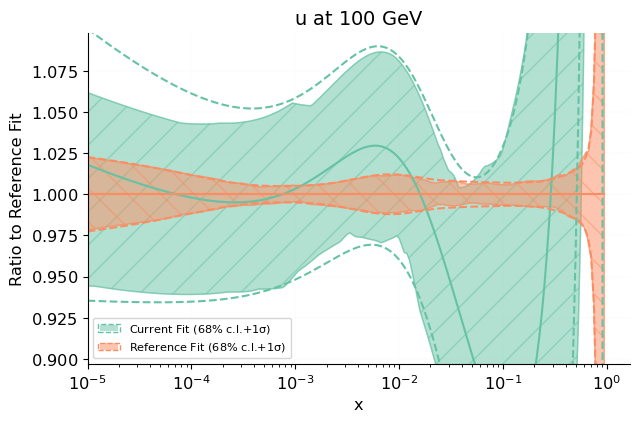 u at 100 GeV
Ratio to Reference Fit
1.075
1.050
1.025
1.000
0.975
0.950
0.925
0.900
Current Fit (68% c.l.+1σ)
Reference Fit (68% c.l.+1σ)
10⁻⁵ 10⁻⁴ 10⁻³ 10⁻² 10⁻¹ 10⁰
x